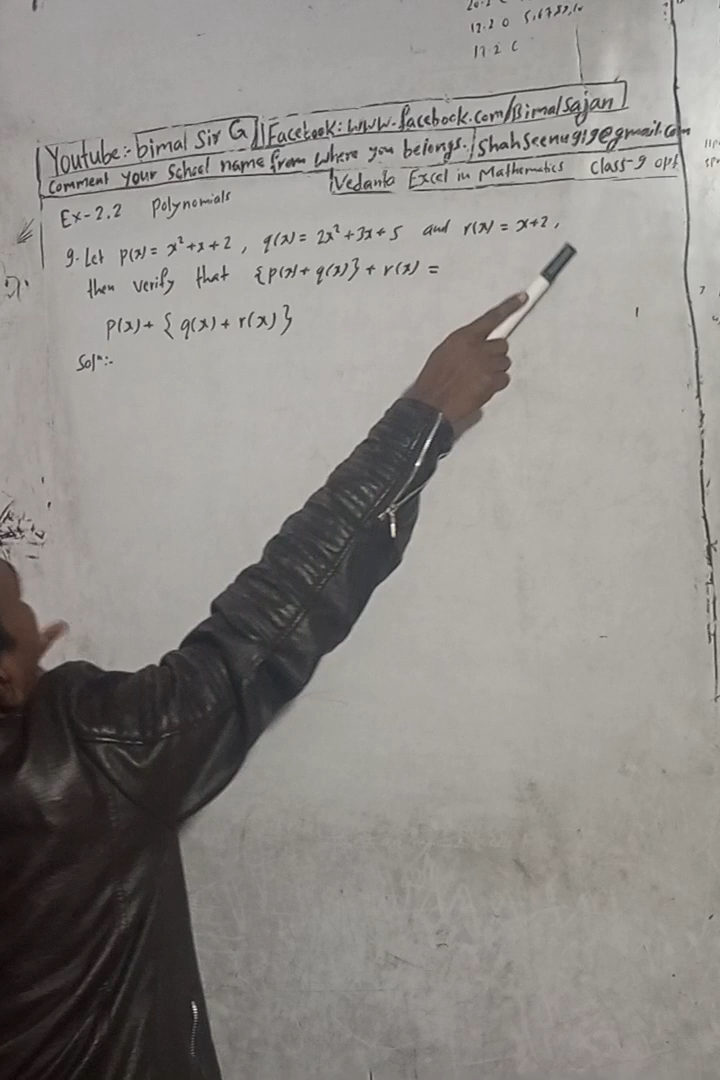 17.2 C
Youtube:- bimal Sir G || Facebook: www.facebook.com/Bimalsajan
Comment your School name from where you belongs. / Shahseenu919@gmail.com
Vedanta Excel in Mathematics Class-9 opt
Ex-2.2 Polynomials
9. Let p(x) = x² + x + 2 , q(x) = 2x² + 3x + 5 and r(x) = x+2 ,
then verify that {p(x) + q(x)} + r(x) =
p(x) + { q(x) + r(x) }
Solⁿ:-